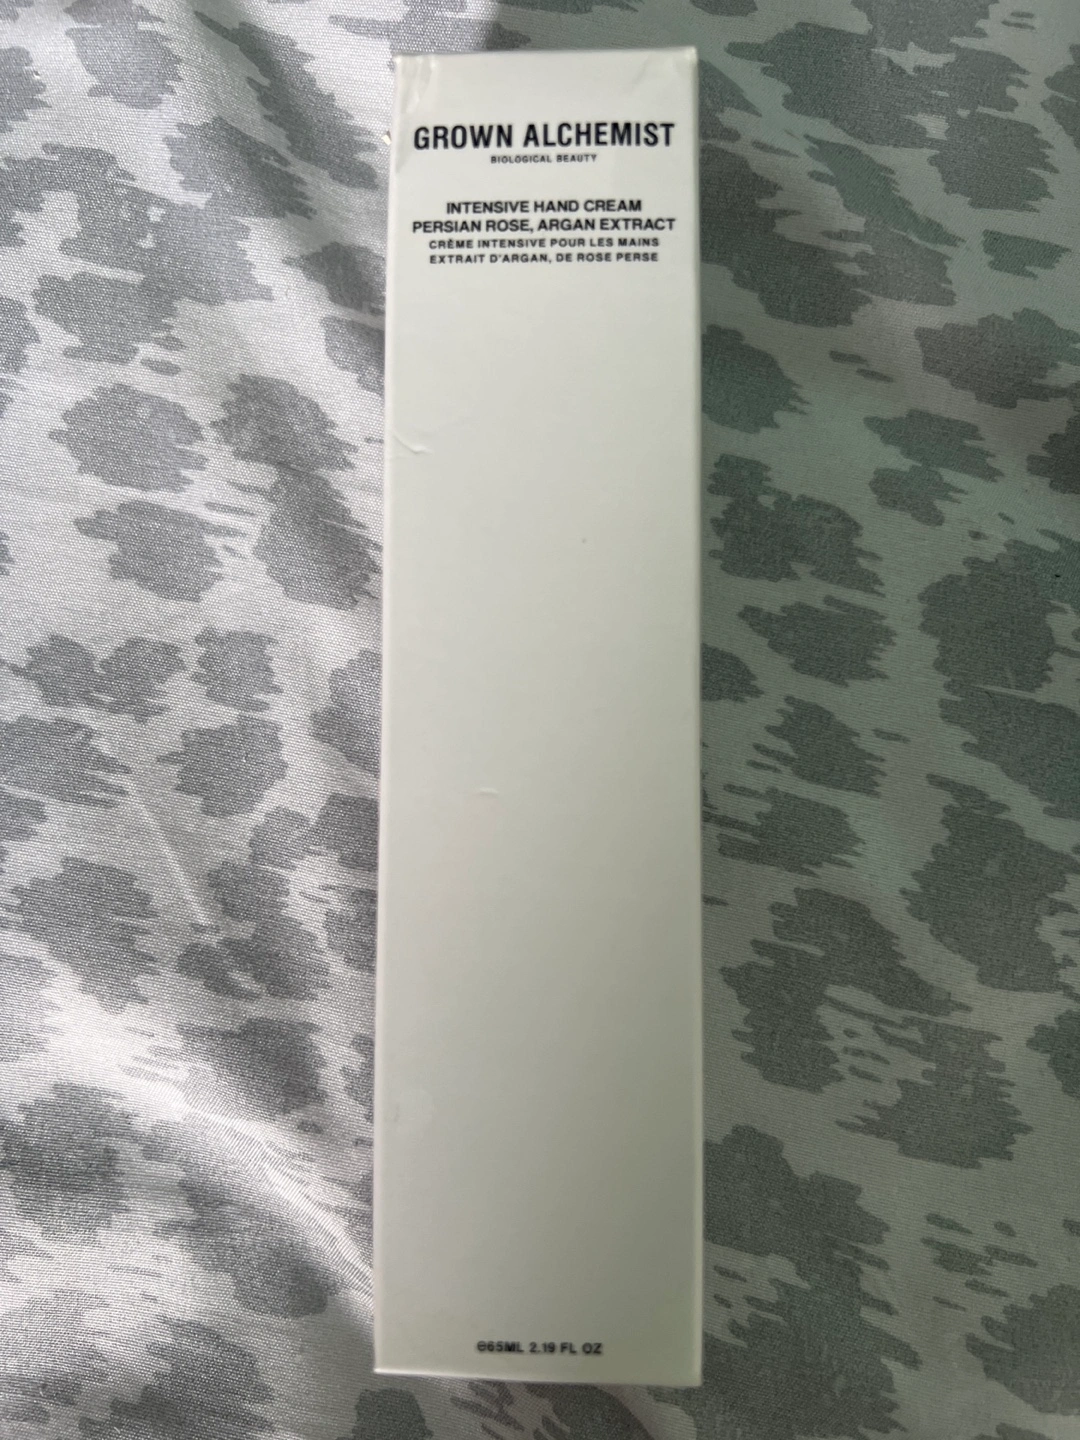 GROWN ALCHEMIST
BIOLOGICAL BEAUTY
INTENSIVE HAND CREAM
PERSIAN ROSE, ARGAN EXTRACT
CRÈME INTENSIVE POUR LES MAINS
EXTRAIT D'ARGAN, DE ROSE PERSE
℮65ML 2.19 FL OZ